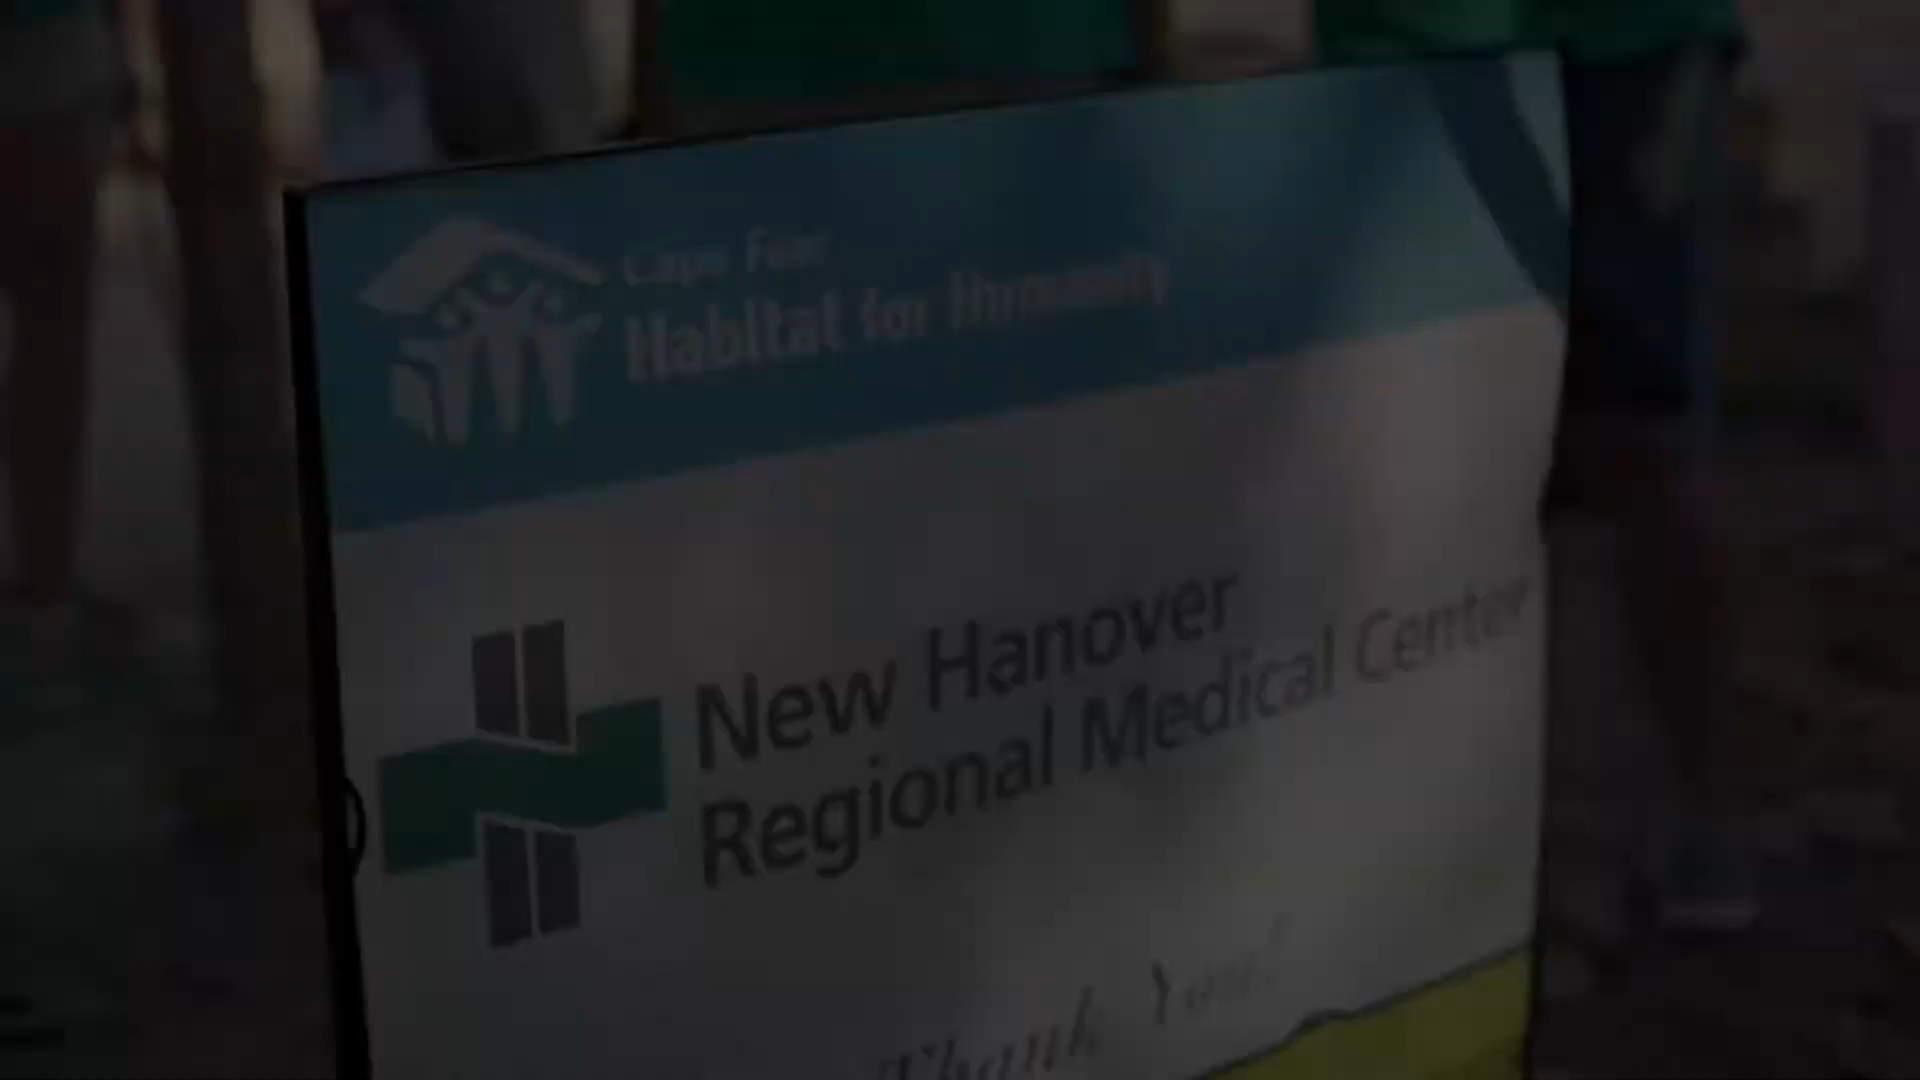 Cape Fear
Habitat for Humanity
New Hanover
Regional Medical Center
Thank You!